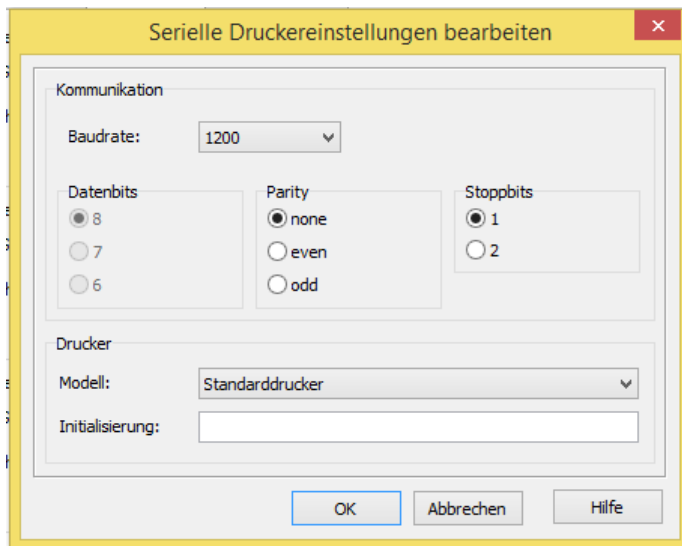 Serielle Druckereinstellungen bearbeiten
Kommunikation
Baudrate: 1200
Datenbits
8
7
6
Parity
none
even
odd
Stoppbits
1
2
Drucker
Modell: Standarddrucker
Initialisierung:
OK Abbrechen Hilfe